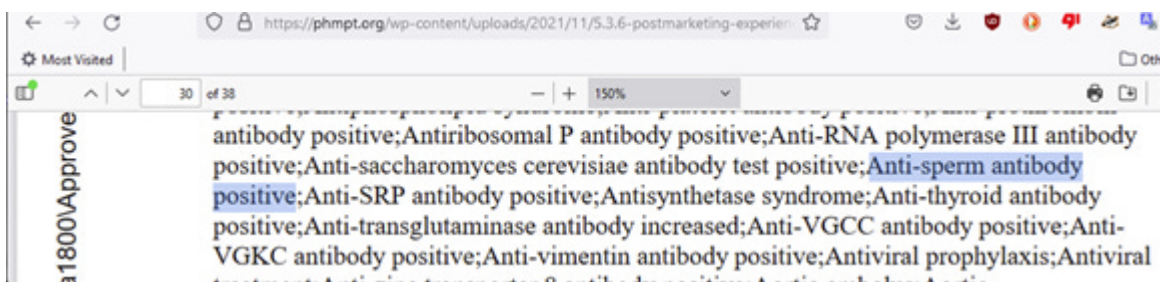 https://phmpt.org/wp-content/uploads/2021/11/5.3.6-postmarketing-experien
Most Visited
Oth
30 of 38
150%
antibody positive;Antiribosomal P antibody positive;Anti-RNA polymerase III antibody
positive;Anti-saccharomyces cerevisiae antibody test positive;Anti-sperm antibody
positive;Anti-SRP antibody positive;Antisynthetase syndrome;Anti-thyroid antibody
positive;Anti-transglutaminase antibody increased;Anti-VGCC antibody positive;Anti-
VGKC antibody positive;Anti-vimentin antibody positive;Antiviral prophylaxis;Antiviral
a1800\Approve